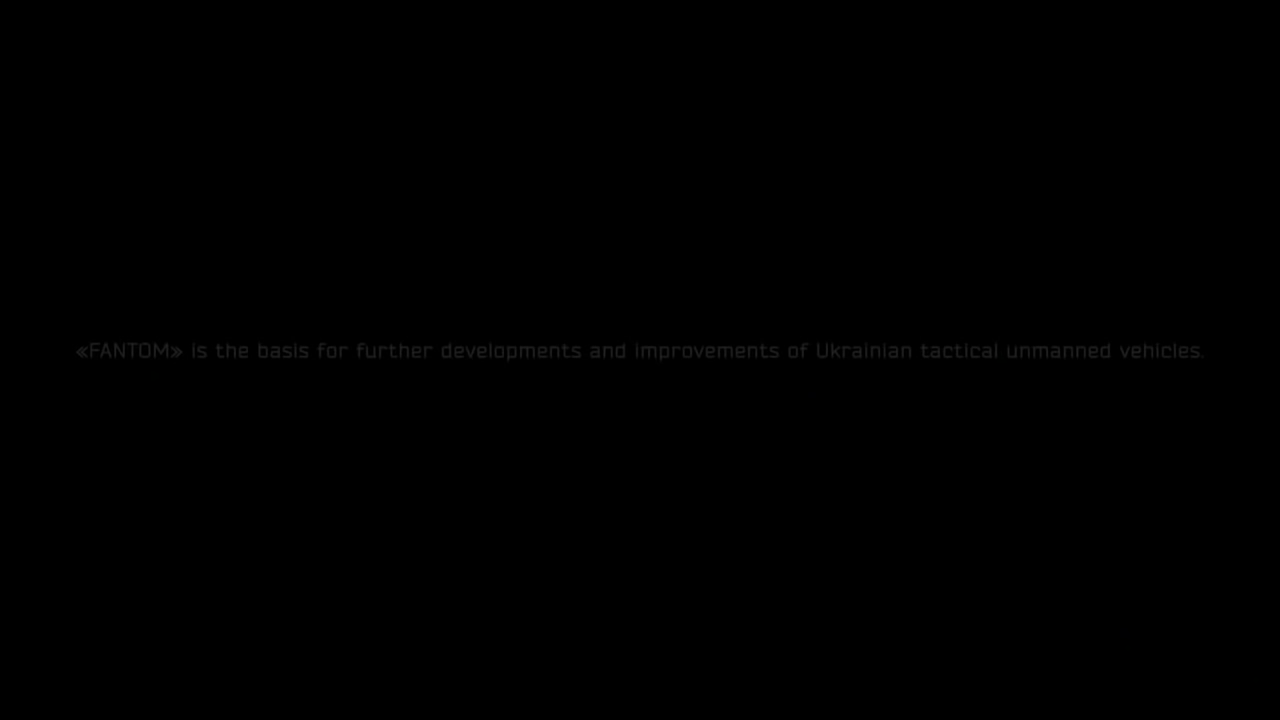 «FANTOM» is the basis for further developments and improvements of Ukrainian tactical unmanned vehicles.